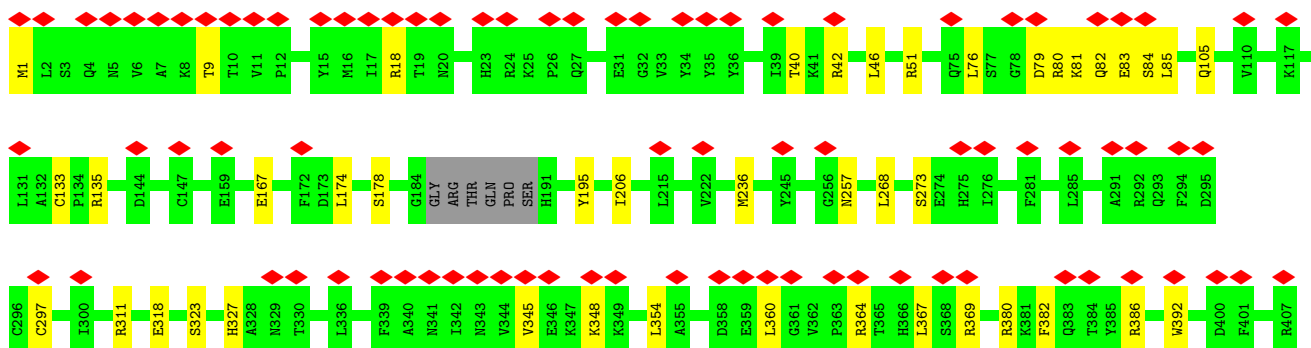 M1 L2 S3 Q4 N5 V6 A7 K8 T9 T10 V11 P12 Y15 M16 I17 R18 T19 N20 H23 R24 K25 P26 Q27 E31 G32 V33 Y34 Y35 Y36 I39 T40 K41 R42 L46 R51 Q75 L76 S77 G78 D79 R80 K81 Q82 E83 S84 L85 Q105 V110 K117
L131 A132 C133 P134 R135 D144 C147 E159 E167 F172 D173 L174 S178 G184 GLY ARG THR GLN PRO SER H191 Y195 I206 L215 V222 M236 Y245 G256 N257 L268 S273 E274 H275 I276 F281 L285 A291 R292 Q293 F294 D295
C296 C297 I300 R311 E318 S323 H327 A328 N329 T330 L336 F339 A340 N341 I342 N343 V344 V345 E346 K347 K348 K349 L354 A355 D358 E359 L360 G361 V362 P363 R364 T365 H366 L367 S368 R369 R380 K381 F382 Q383 T384 Y385 R386 W392 D400 F401 R407